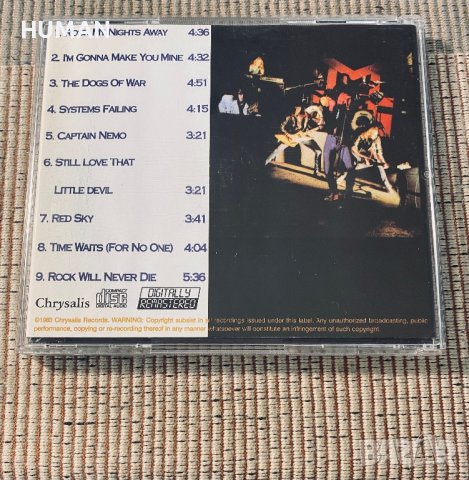 HUMAN
NIGHTS AWAY 4:36
2. I'M GONNA MAKE YOU MINE 4:32
3. THE DOGS OF WAR 4:51
4. SYSTEMS FAILING 4:15
5. CAPTAIN NEMO 3:21
6. STILL LOVE THAT
LITTLE DEVIL 3:21
7. RED SKY 3:41
8. TIME WAITS (FOR NO ONE) 4:04
9. ROCK WILL NEVER DIE 5:36
Chrysalis COMPACT disc DIGITAL AUDIO DIGITALLY REMASTERED
Chrysalis Records. WARNING: Copyright subsist in all recordings issued under this label. Any unauthorized broadcasting, public
performance, copying or re-recording thereof in any manner whatsoever will constitute an infringement of such copyright.